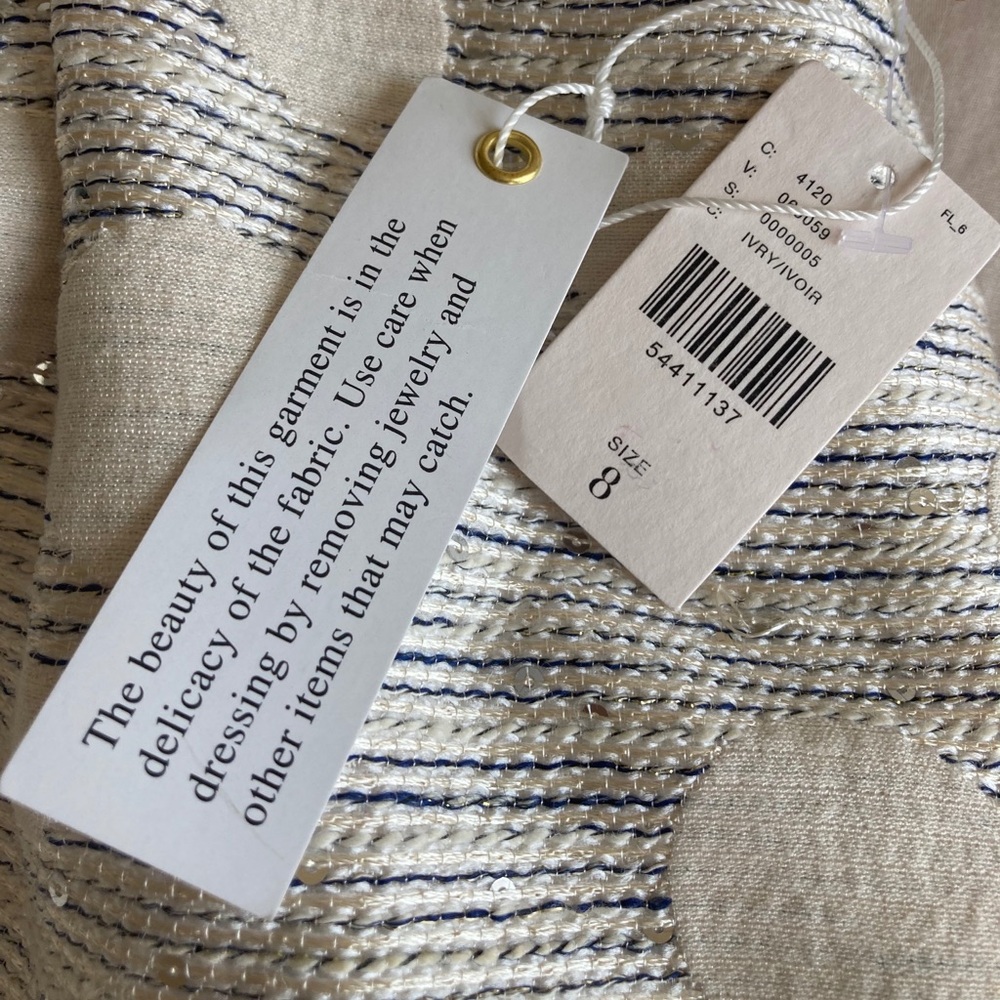 The beauty of this garment is in the
delicacy of the fabric. Use care when
dressing by removing jewelry and
other items that may catch.
FL_6
C: 4120
V:
S: 0000005
C: IVRY/IVOIR
54411137
SIZE
8